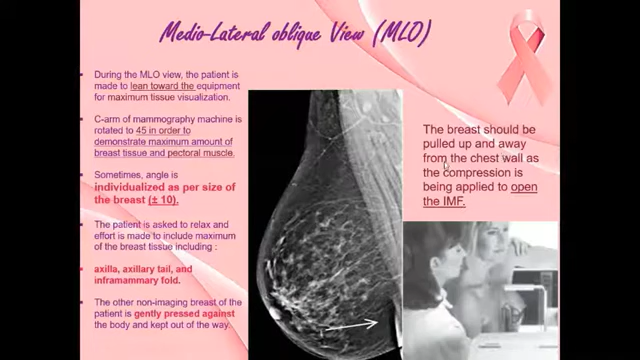 Medio-Lateral oblique View (MLO)
During the MLO view, the patient is
made to lean toward the equipment
for maximum tissue visualization.
C-arm of mammography machine is
rotated to 45 in order to
demonstrate maximum amount of
breast tissue and pectoral muscle.
Sometimes, angle is
individualized as per size of
the breast (± 10).
The patient is asked to relax and
effort is made to include maximum
of the breast tissue including :
axilla, axillary tail, and
inframammary fold.
The other non-imaging breast of the
patient is gently pressed against
the body and kept out of the way.
The breast should be
pulled up and away
from the chest wall as
the compression is
being applied to open
the IMF.